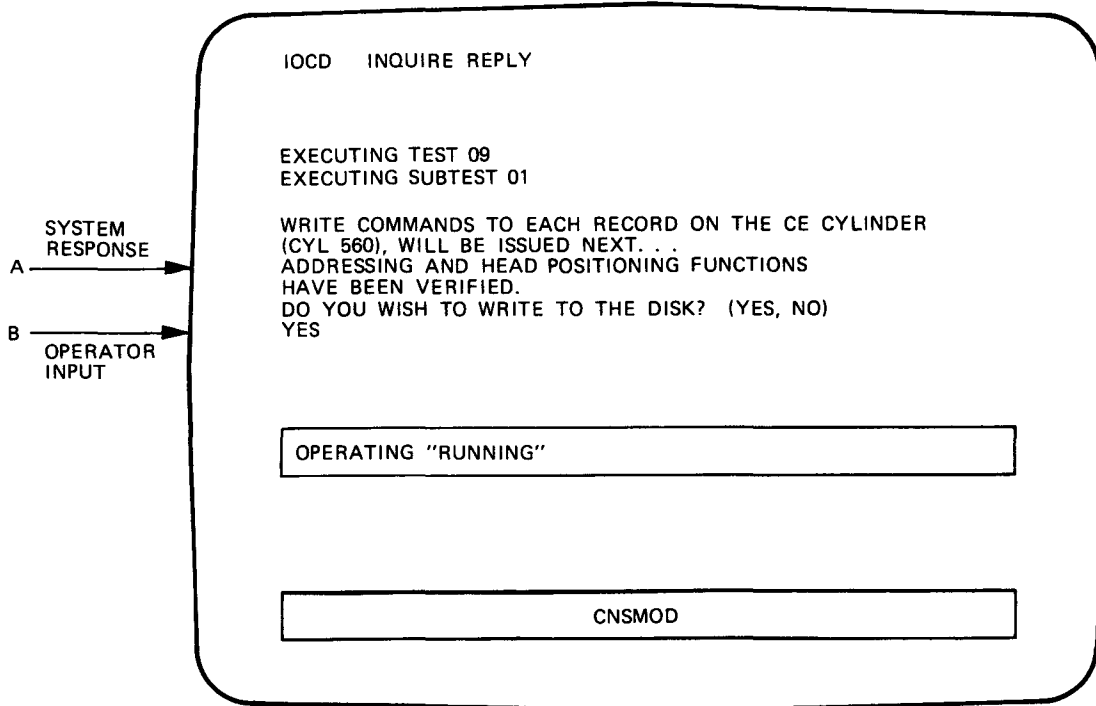 IOCD INQUIRE REPLY
EXECUTING TEST 09
EXECUTING SUBTEST 01
WRITE COMMANDS TO EACH RECORD ON THE CE CYLINDER
(CYL 560), WILL BE ISSUED NEXT. . .
ADDRESSING AND HEAD POSITIONING FUNCTIONS
HAVE BEEN VERIFIED.
DO YOU WISH TO WRITE TO THE DISK? (YES, NO)
YES
SYSTEM
RESPONSE
A
B
OPERATOR
INPUT
OPERATING "RUNNING"
CNSMOD